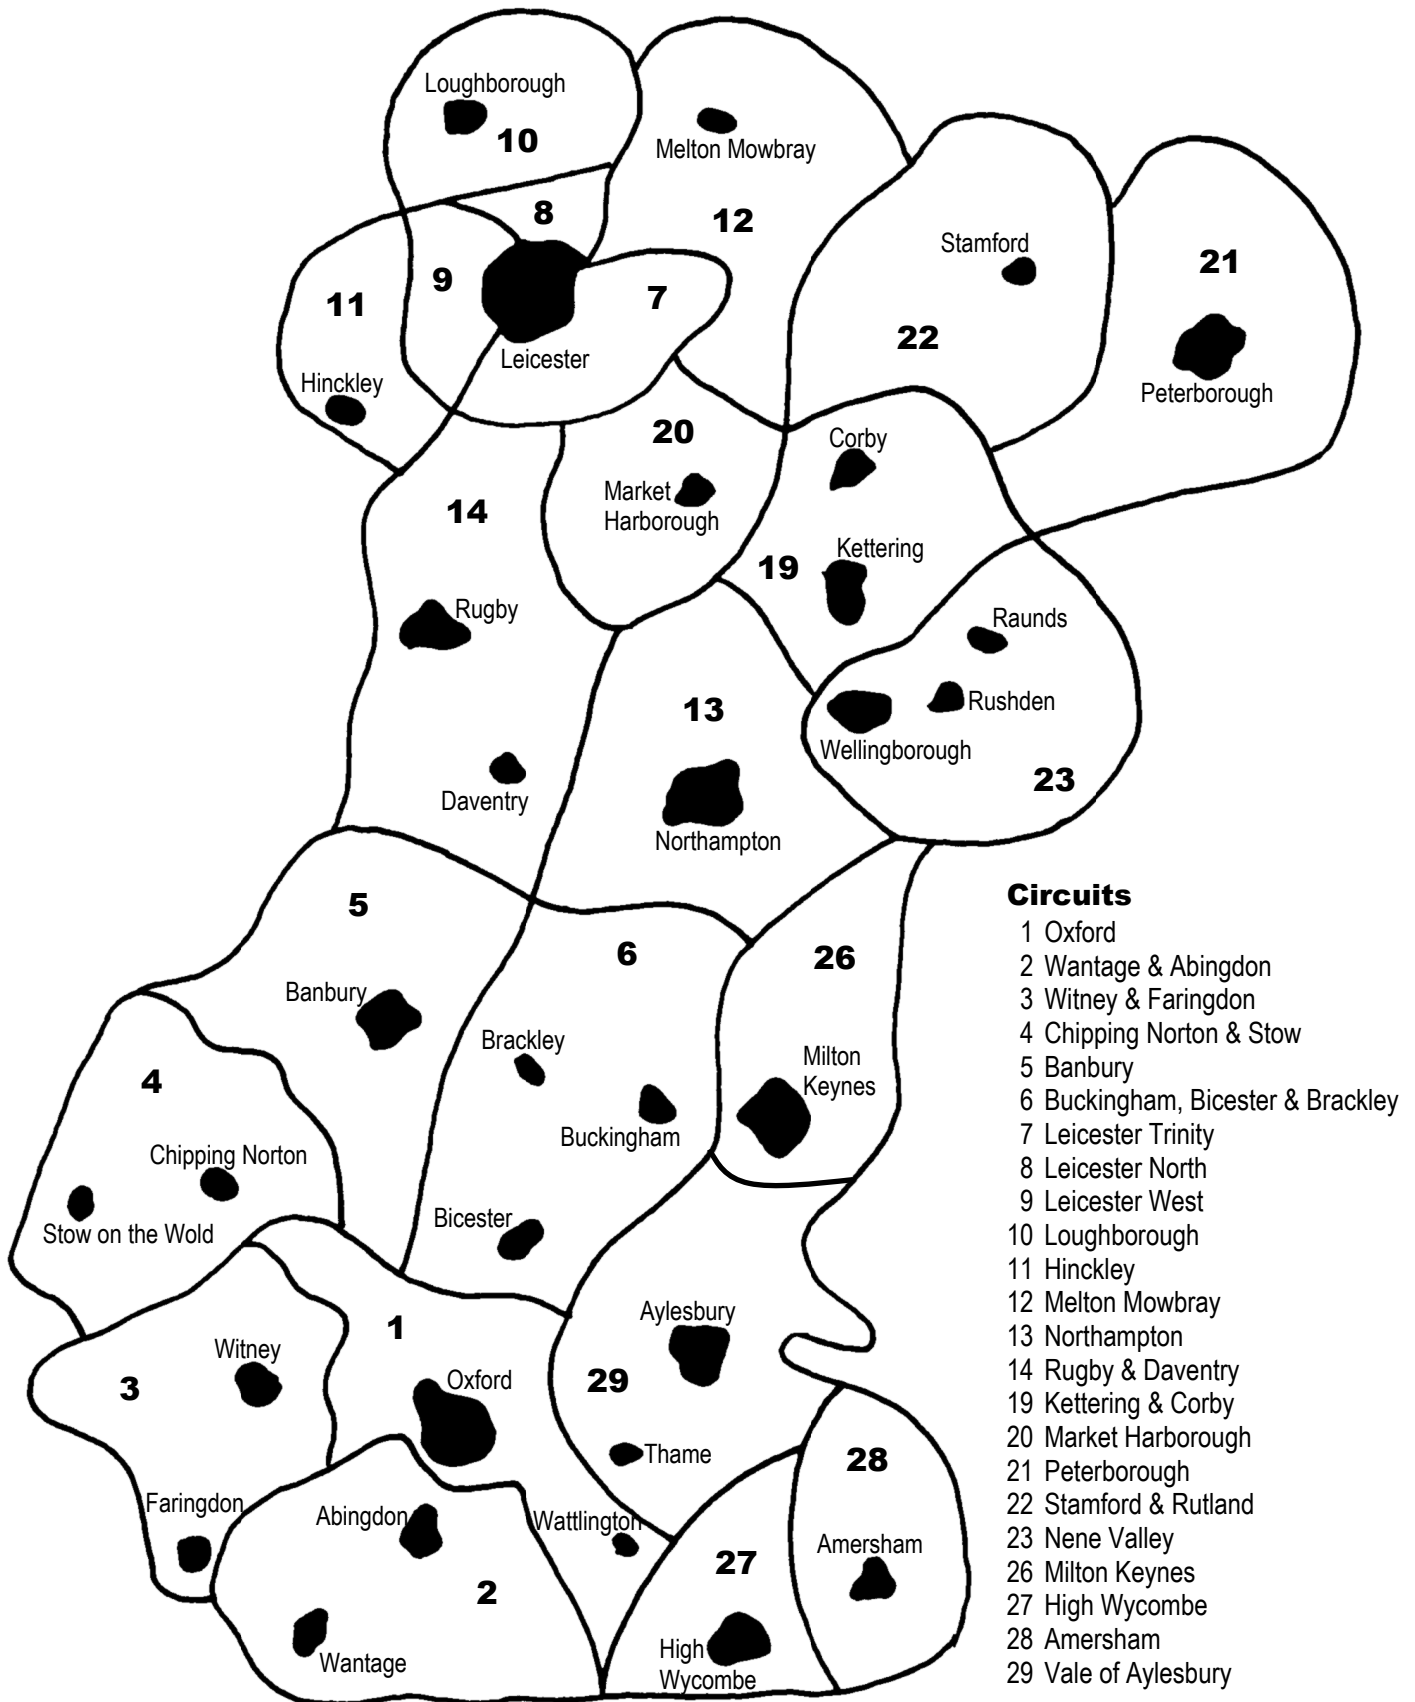 Loughborough
10
Melton Mowbray
8
12
Stamford
21
9
11
7
22
Leicester
Hinckley
Peterborough
20
Corby
Market
Harborough
14
Kettering
19
Rugby
Raunds
13
Rushden
Wellingborough
23
Daventry
Northampton
5
6
26
Banbury
Brackley
Milton
Keynes
4
Buckingham
Chipping Norton
Stow on the Wold
Bicester
Aylesbury
1
Witney
3
Oxford
29
Thame
28
Faringdon
Abingdon
Wattlington
Amersham
27
2
High
Wycombe
Wantage
Circuits
1 Oxford
2 Wantage & Abingdon
3 Witney & Faringdon
4 Chipping Norton & Stow
5 Banbury
6 Buckingham, Bicester & Brackley
7 Leicester Trinity
8 Leicester North
9 Leicester West
10 Loughborough
11 Hinckley
12 Melton Mowbray
13 Northampton
14 Rugby & Daventry
19 Kettering & Corby
20 Market Harborough
21 Peterborough
22 Stamford & Rutland
23 Nene Valley
26 Milton Keynes
27 High Wycombe
28 Amersham
29 Vale of Aylesbury